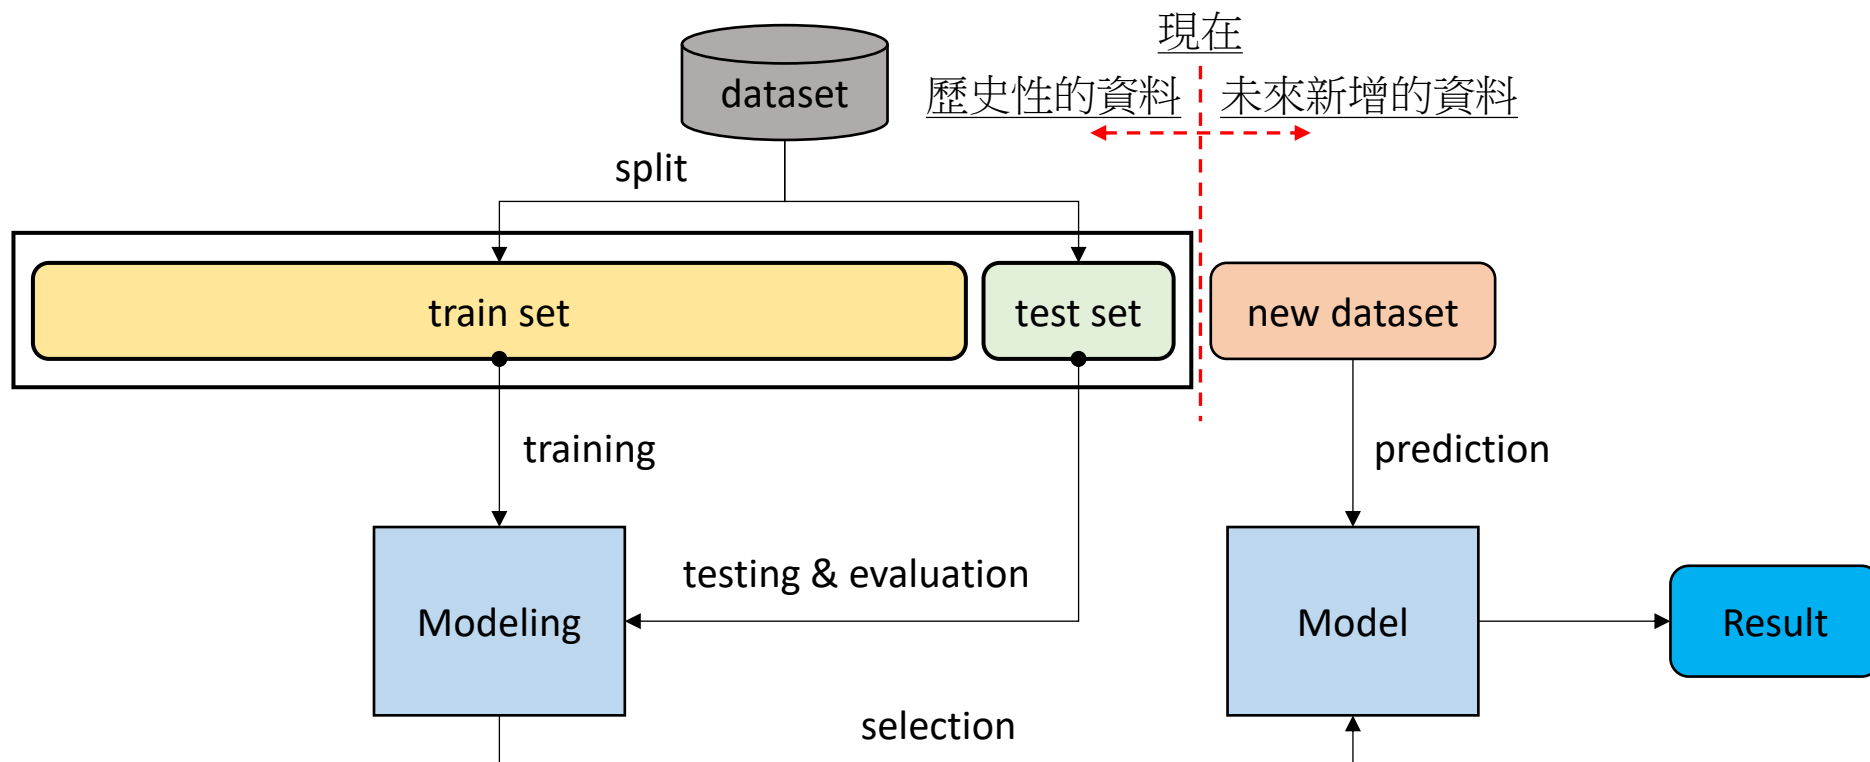 現在
dataset
歷史性的資料
未來新增的資料
split
train set
test set
new dataset
training
prediction
testing & evaluation
Modeling
Model
Result
selection